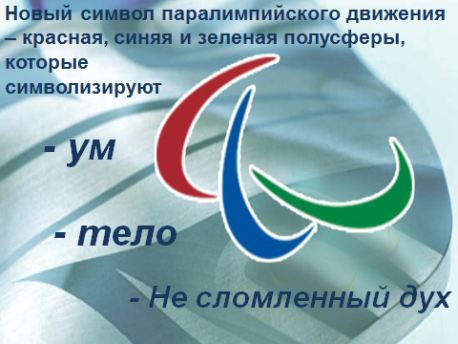 Новый символ паралимпийского движения
– красная, синяя и зеленая полусферы,
которые
символизируют
- ум
- тело
- Не сломленный дух